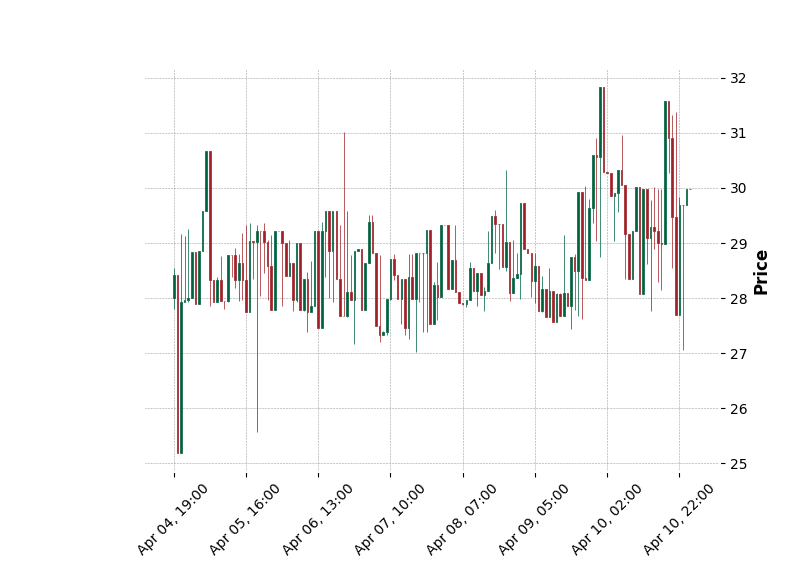 32
31
30
29
28
27
26
25
Price
Apr 04, 19:00
Apr 05, 16:00
Apr 06, 13:00
Apr 07, 10:00
Apr 08, 07:00
Apr 09, 05:00
Apr 10, 02:00
Apr 10, 22:00